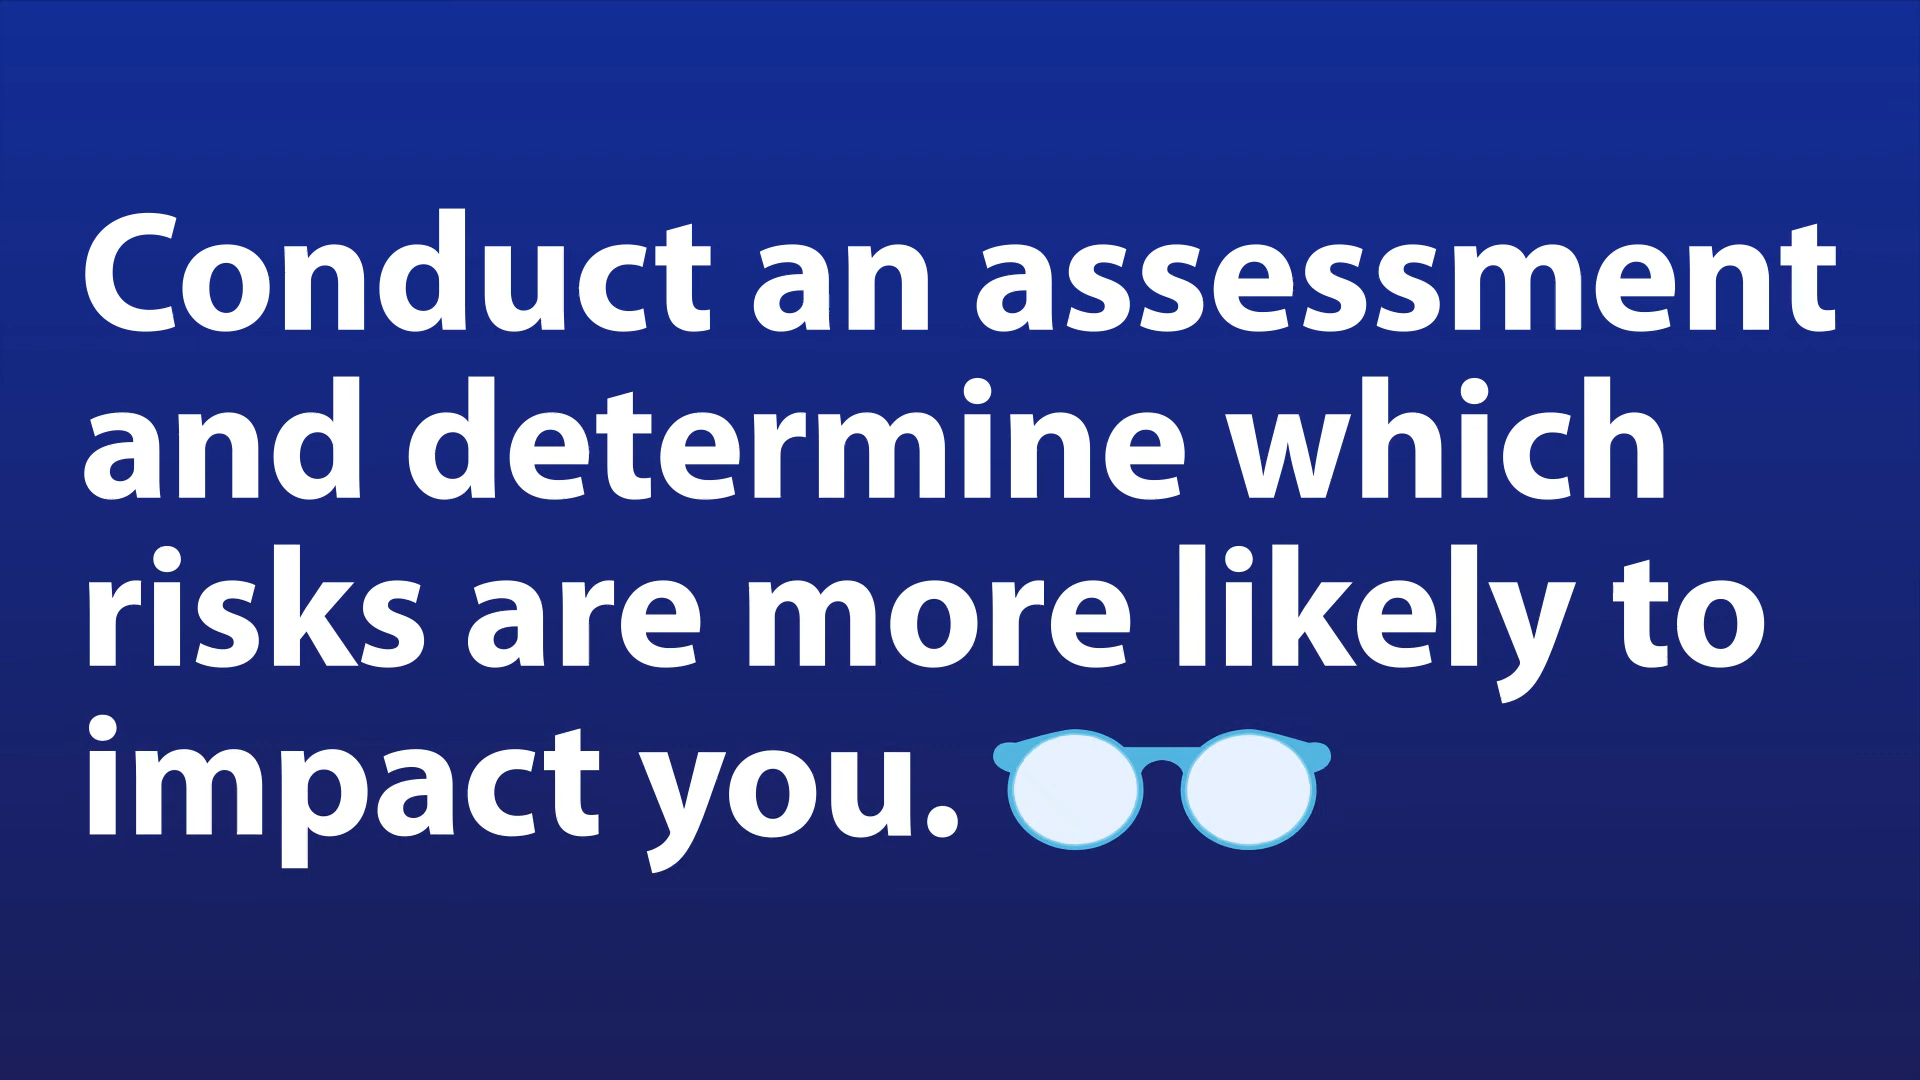 Conduct an assessment
and determine which
risks are more likely to
impact you.